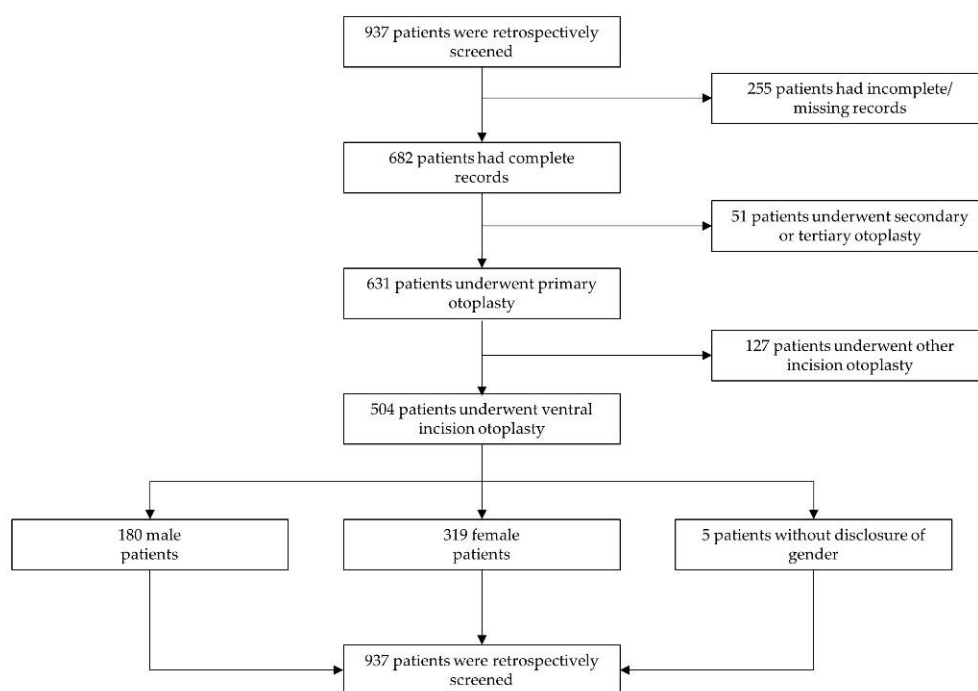 937 patients were retrospectively
screened
255 patients had incomplete/
missing records
682 patients had complete
records
51 patients underwent secondary
or tertiary otoplasty
631 patients underwent primary
otoplasty
127 patients underwent other
incision otoplasty
504 patients underwent ventral
incision otoplasty
180 male
patients
319 female
patients
5 patients without disclosure of
gender
937 patients were retrospectively
screened